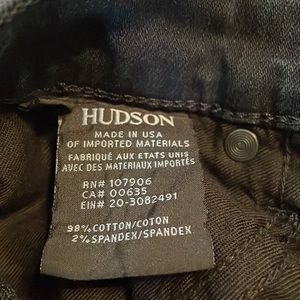 HUDSON
MADE IN USA
OF IMPORTED MATERIALS
FABRIQUÉ AUX ETATS UNIS
AVEC DES MATERIAUX IMPORTÉS
RN# 107906
CA# 00635
EIN# 20-3082491
98% COTTON/COTON
2% SPANDEX/SPANDEX